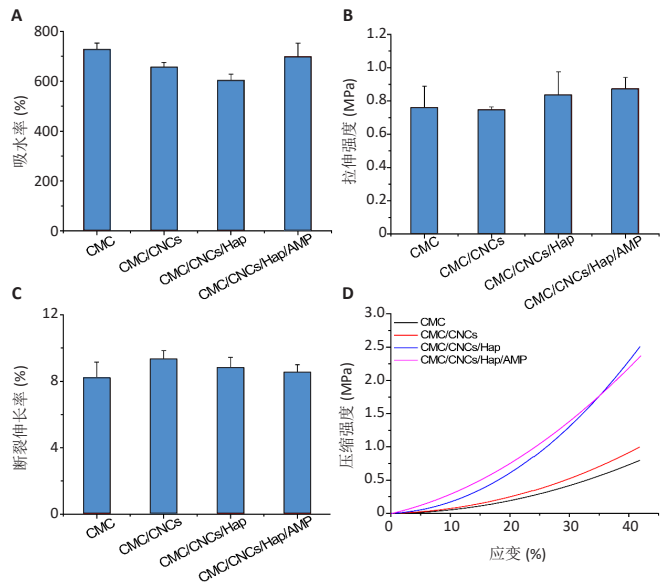 A
800
600
400
200
0
吸水率 (%)
CMC
CMC/CNCs
CMC/CNCs/Hap
CMC/CNCs/Hap/AMP
B
1.2
1.0
0.8
0.6
0.4
0.2
0
拉伸强度 (MPa)
CMC
CMC/CNCs
CMC/CNCs/Hap
CMC/CNCs/Hap/AMP
C
12
9
8
6
0
断裂伸长率 (%)
CMC
CMC/CNCs
CMC/CNCs/Hap
CMC/CNCs/Hap/AMP
D
3.0
2.5
2.0
1.5
1.0
0.5
0
压缩强度 (MPa)
CMC
CMC/CNCs
CMC/CNCs/Hap
CMC/CNCs/Hap/AMP
0
10
20
30
40
应变 (%)